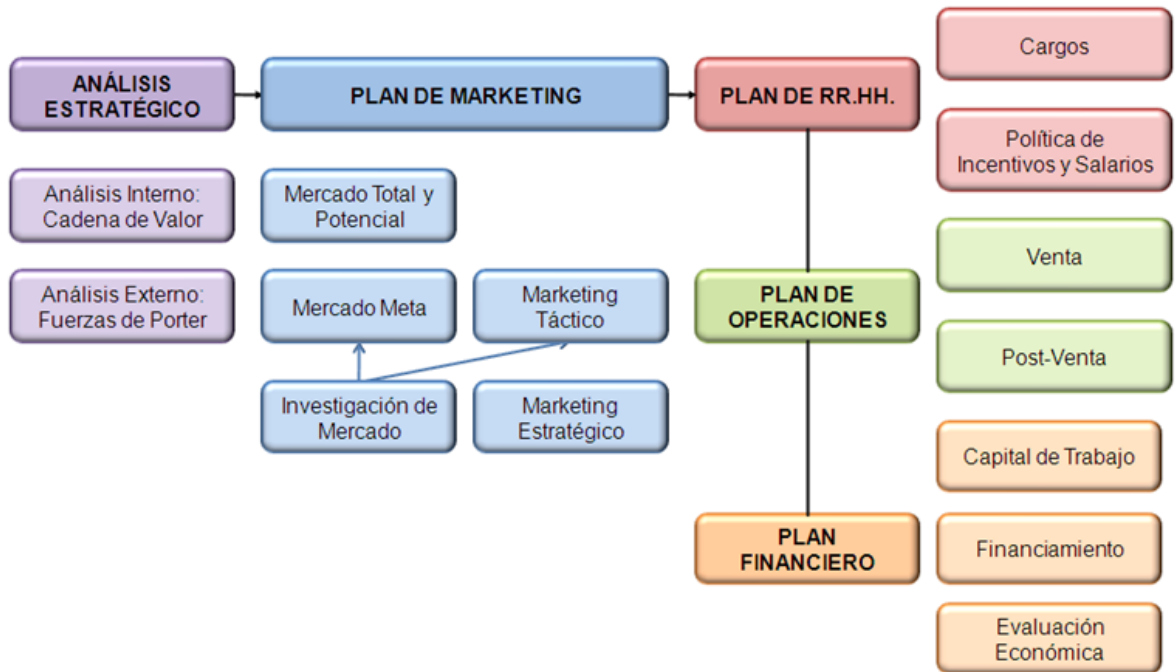 ANÁLISIS
ESTRATÉGICO
PLAN DE MARKETING
PLAN DE RR.HH.
Cargos
Política de
Incentivos y Salarios
Análisis Interno:
Cadena de Valor
Mercado Total y
Potencial
Venta
Análisis Externo:
Fuerzas de Porter
Mercado Meta
Marketing
Táctico
PLAN DE
OPERACIONES
Post-Venta
Investigación de
Mercado
Marketing
Estratégico
Capital de Trabajo
PLAN
FINANCIERO
Financiamiento
Evaluación
Económica